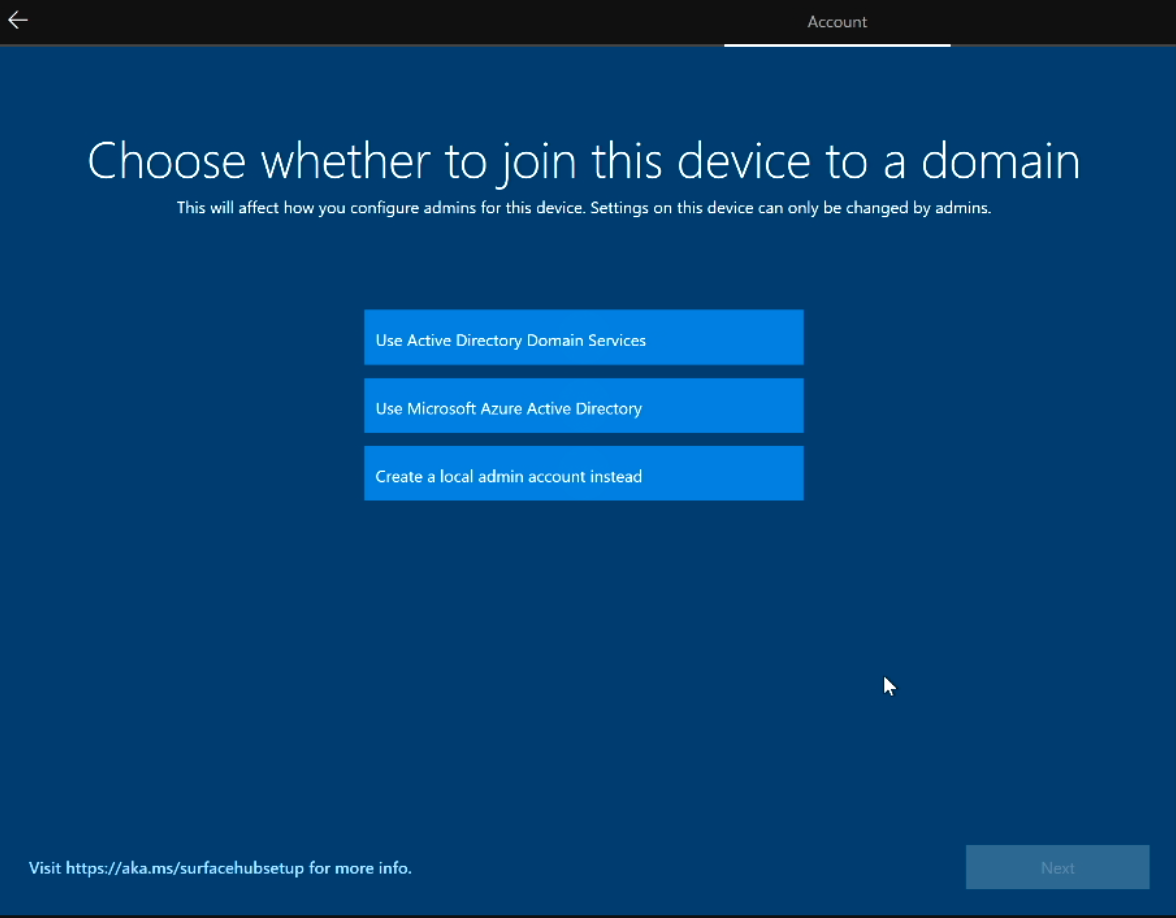 Account
Choose whether to join this device to a domain
This will affect how you configure admins for this device. Settings on this device can only be changed by admins.
Use Active Directory Domain Services
Use Microsoft Azure Active Directory
Create a local admin account instead
Visit https://aka.ms/surfacehubsetup for more info.
Next